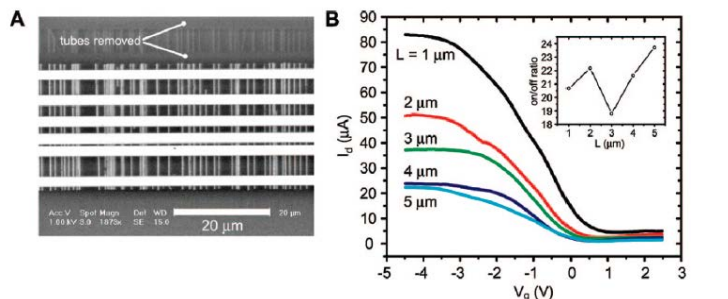 A
tubes removed
Acc.V Spot Magn Det WD
1.00 kV 3.0 1873x SE 15.0
20 µm
20 µm
B
90
80
70
60
50
40
30
20
10
0
I_d (µA)
L = 1 µm
2 µm
3 µm
4 µm
5 µm
-5 -4 -3 -2 -1 0 1 2 3
V_g (V)
24
23
22
21
20
19
18
on/off ratio
1 2 3 4 5
L (µm)